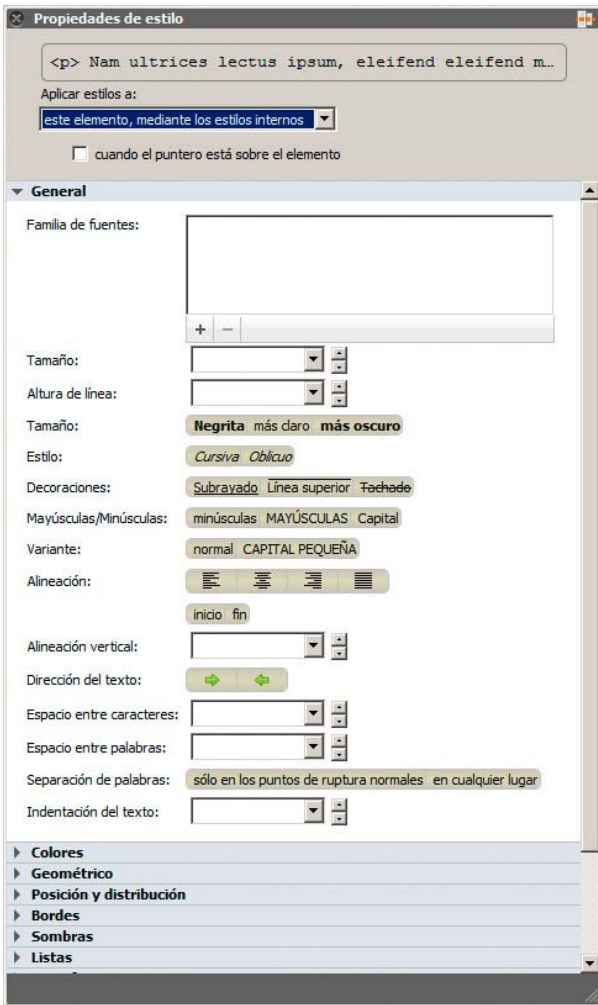 Propiedades de estilo
<p> Nam ultrices lectus ipsum, eleifend eleifend m…
Aplicar estilos a:
este elemento, mediante los estilos internos
cuando el puntero está sobre el elemento
General
Familia de fuentes:
+ −
Tamaño:
Altura de línea:
Tamaño: Negrita más claro más oscuro
Estilo: Cursiva Oblicuo
Decoraciones: Subrayado Línea superior Tachado
Mayúsculas/Minúsculas: minúsculas MAYÚSCULAS Capital
Variante: normal CAPITAL PEQUEÑA
Alineación:
inicio fin
Alineación vertical:
Dirección del texto:
Espacio entre caracteres:
Espacio entre palabras:
Separación de palabras: sólo en los puntos de ruptura normales en cualquier lugar
Indentación del texto:
Colores
Geométrico
Posición y distribución
Bordes
Sombras
Listas